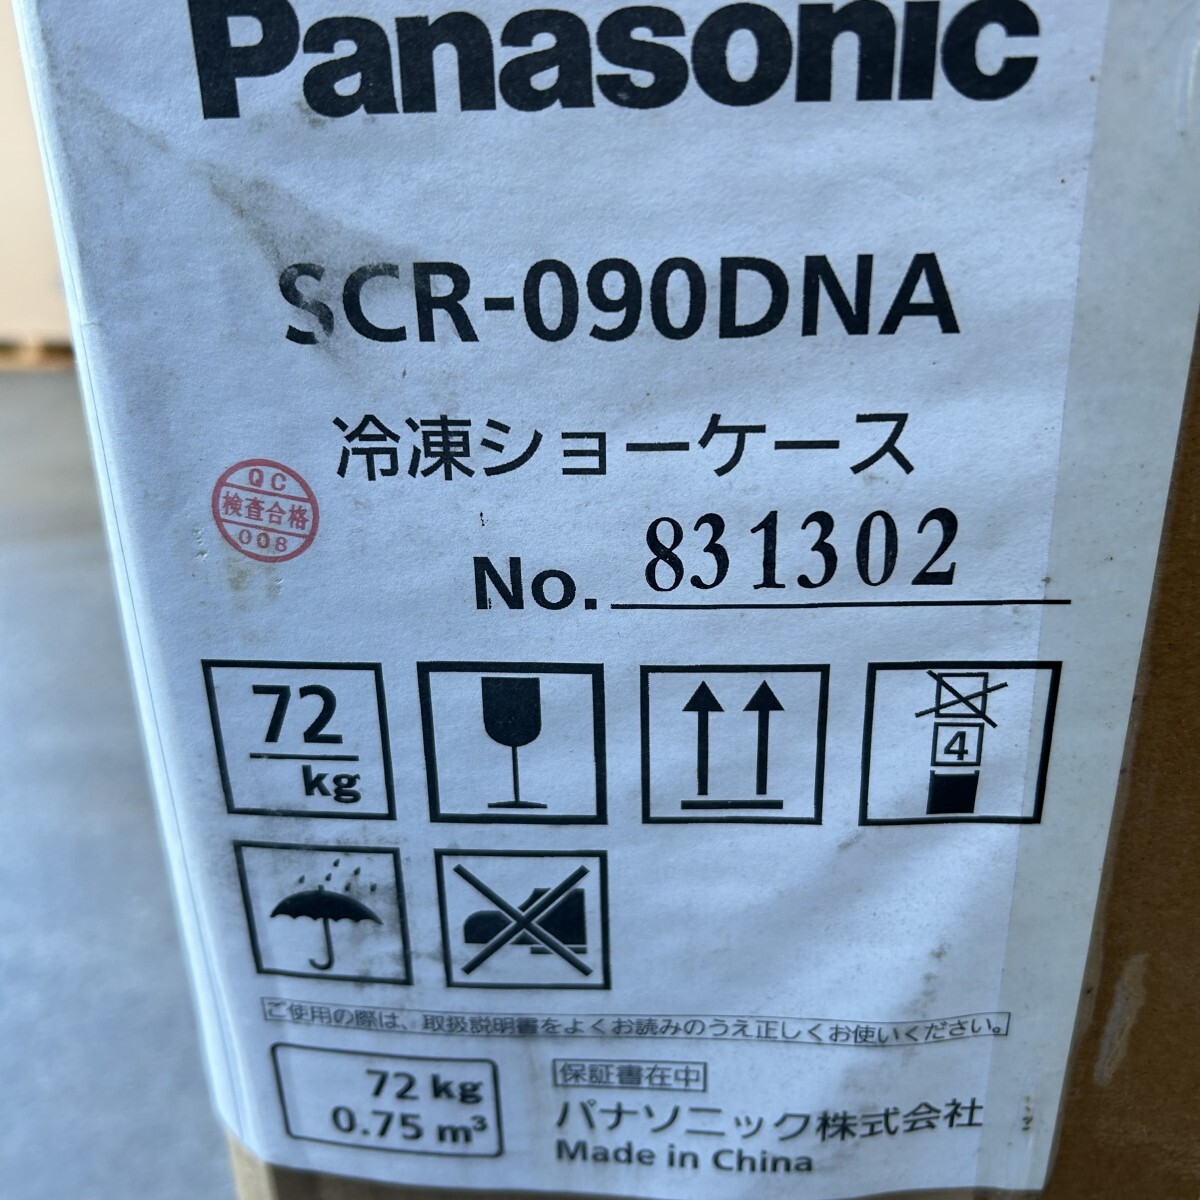 Panasonic
SCR-090DNA
冷凍ショーケース
QC
検査合格
008
No. 831302
72
kg
4
ご使用の際は、取扱説明書をよくお読みのうえ正しくお使いください。
72 kg
0.75 m³
保証書在中
パナソニック株式会社
Made in China